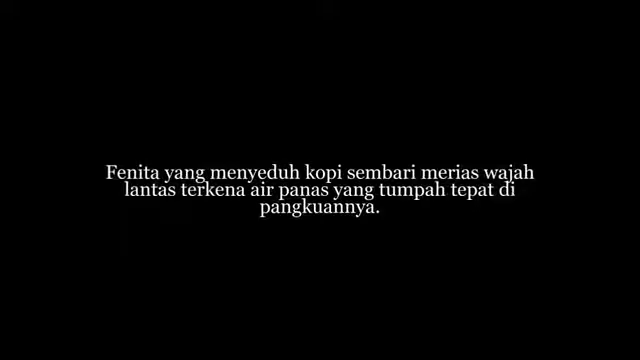 Fenita yang menyeduh kopi sembari merias wajah
lantas terkena air panas yang tumpah tepat di
pangkuannya.